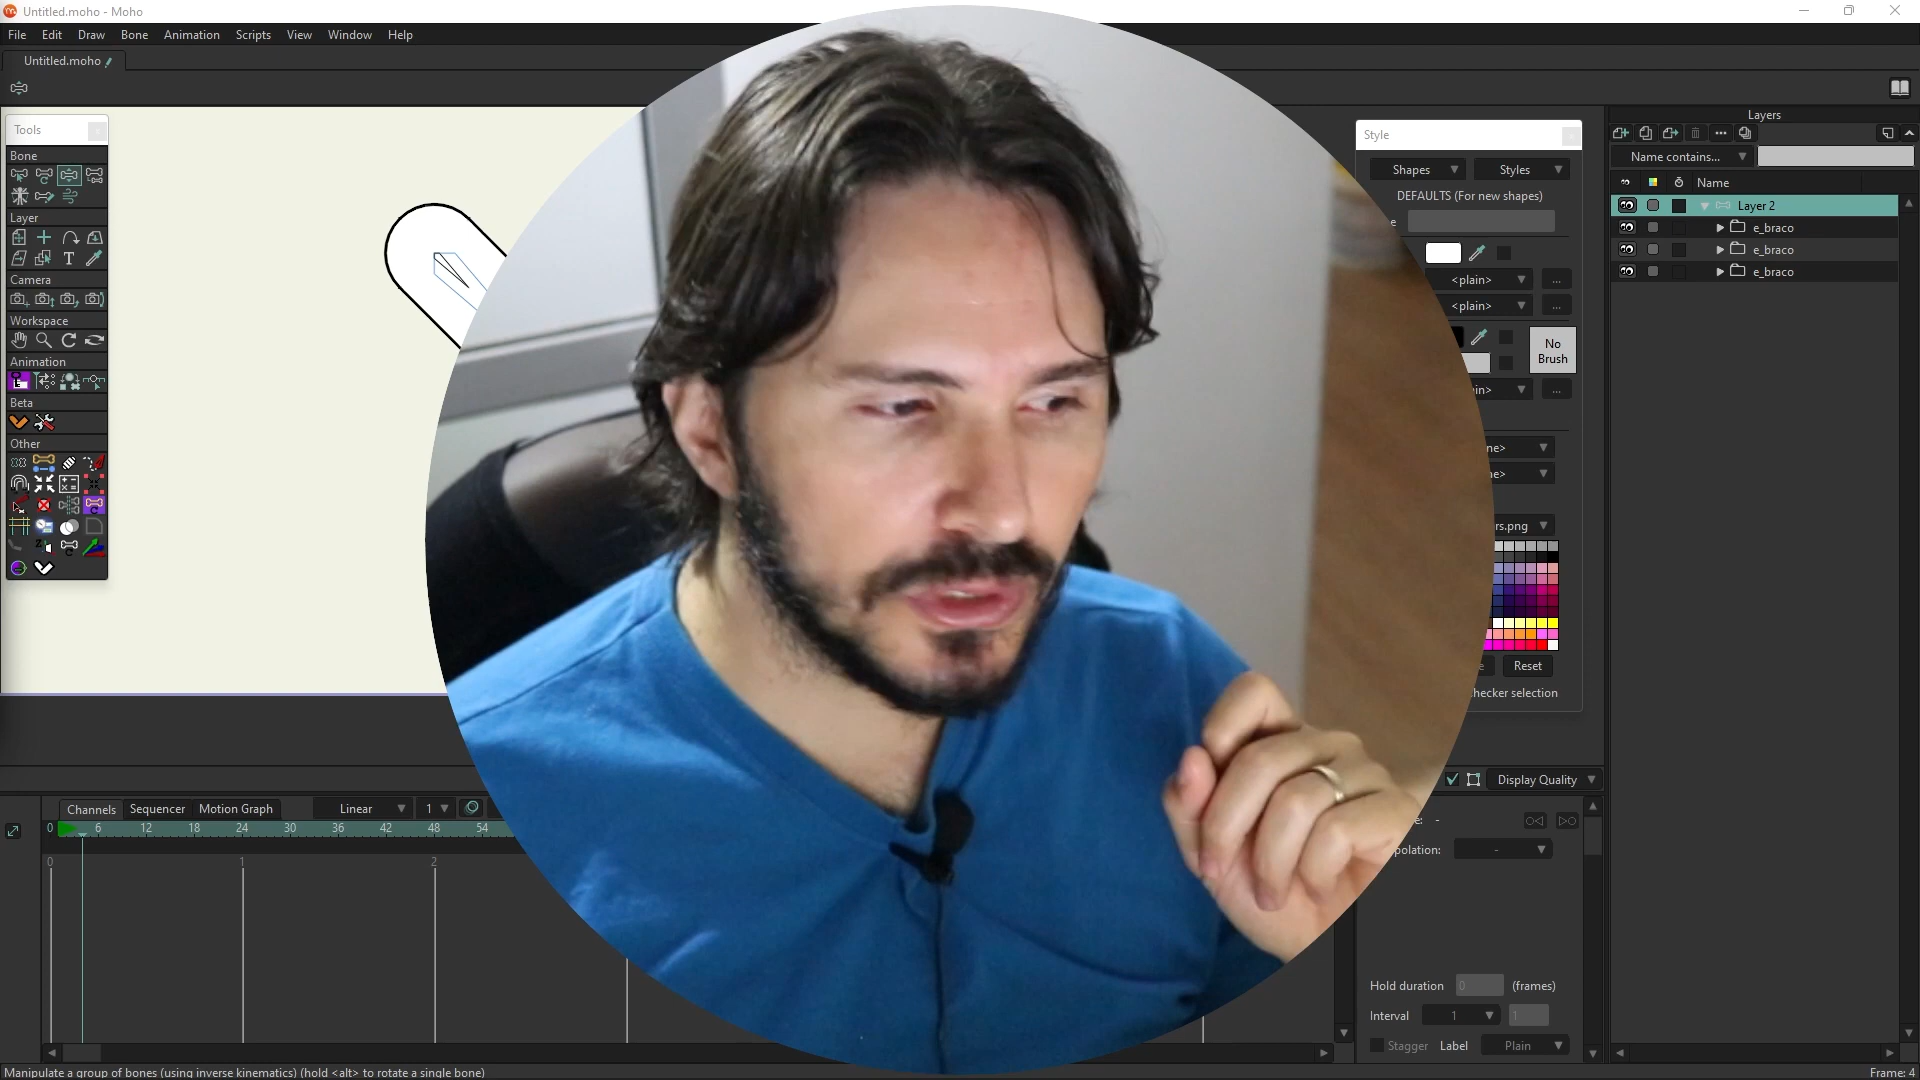 Untitled.moho - Moho
File Edit Draw Bone Animation Scripts View Window Help
Untitled.moho
Tools
Bone
Layer
T
Camera
Workspace
Animation
Beta
Other
Style
Shapes Styles
DEFAULTS (For new shapes)
<plain> ...
<plain> ...
No
Brush
...
rs.png
Reset
hecker selection
Layers
...
Name contains...
Name
Layer 2
e_braco
e_braco
e_braco
Display Quality
Channels Sequencer Motion Graph Linear 1
0 6 12 18 24 30 36 42 48 54
0 1 2
polation: -
Hold duration 0 (frames)
Interval 1 1
Stagger Label Plain
Manipulate a group of bones (using inverse kinematics) (hold <alt> to rotate a single bone)
Frame: 4